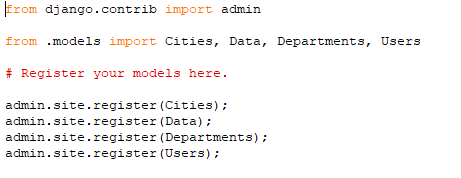 from django.contrib import admin
from .models import Cities, Data, Departments, Users
# Register your models here.
admin.site.register(Cities);
admin.site.register(Data);
admin.site.register(Departments);
admin.site.register(Users);